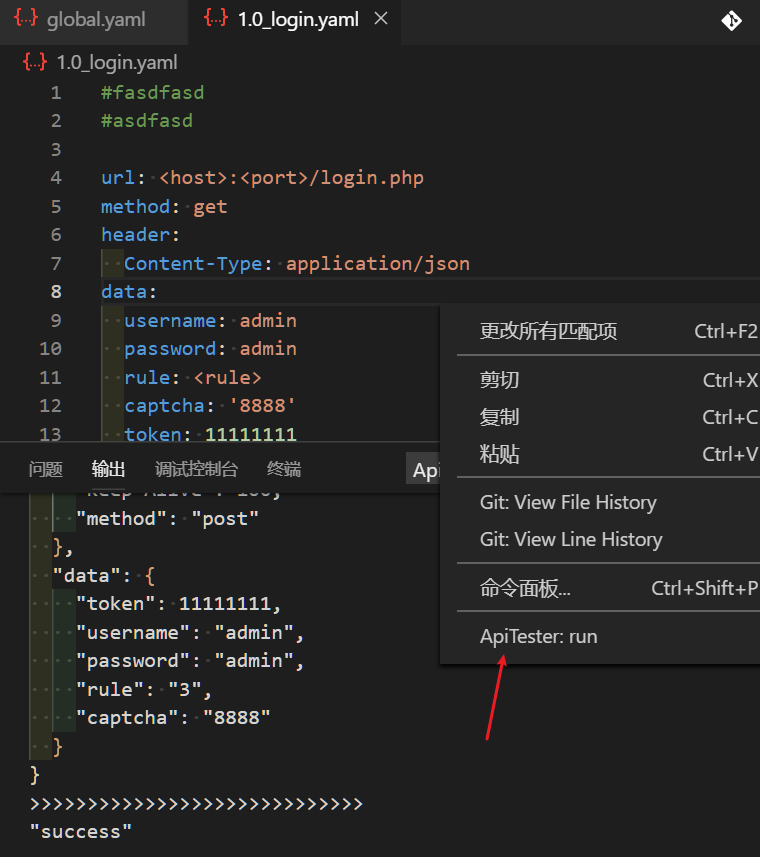 global.yaml
1.0_login.yaml
1.0_login.yaml
1 #fasdfasd
2 #asdfasd
3
4 url: <host>:<port>/login.php
5 method: get
6 header:
7 Content-Type: application/json
8 data:
9 username: admin
10 password: admin
11 rule: <rule>
12 captcha: '8888'
13 token: 11111111
更改所有匹配项 Ctrl+F2
剪切 Ctrl+X
复制 Ctrl+C
粘贴 Ctrl+V
Git: View File History
Git: View Line History
命令面板... Ctrl+Shift+P
ApiTester: run
问题 输出 调试控制台 终端 Api
"method": "post"
},
"data": {
"token": 11111111,
"username": "admin",
"password": "admin",
"rule": "3",
"captcha": "8888"
}
}
>>>>>>>>>>>>>>>>>>>>>>>>>>>>>
"success"